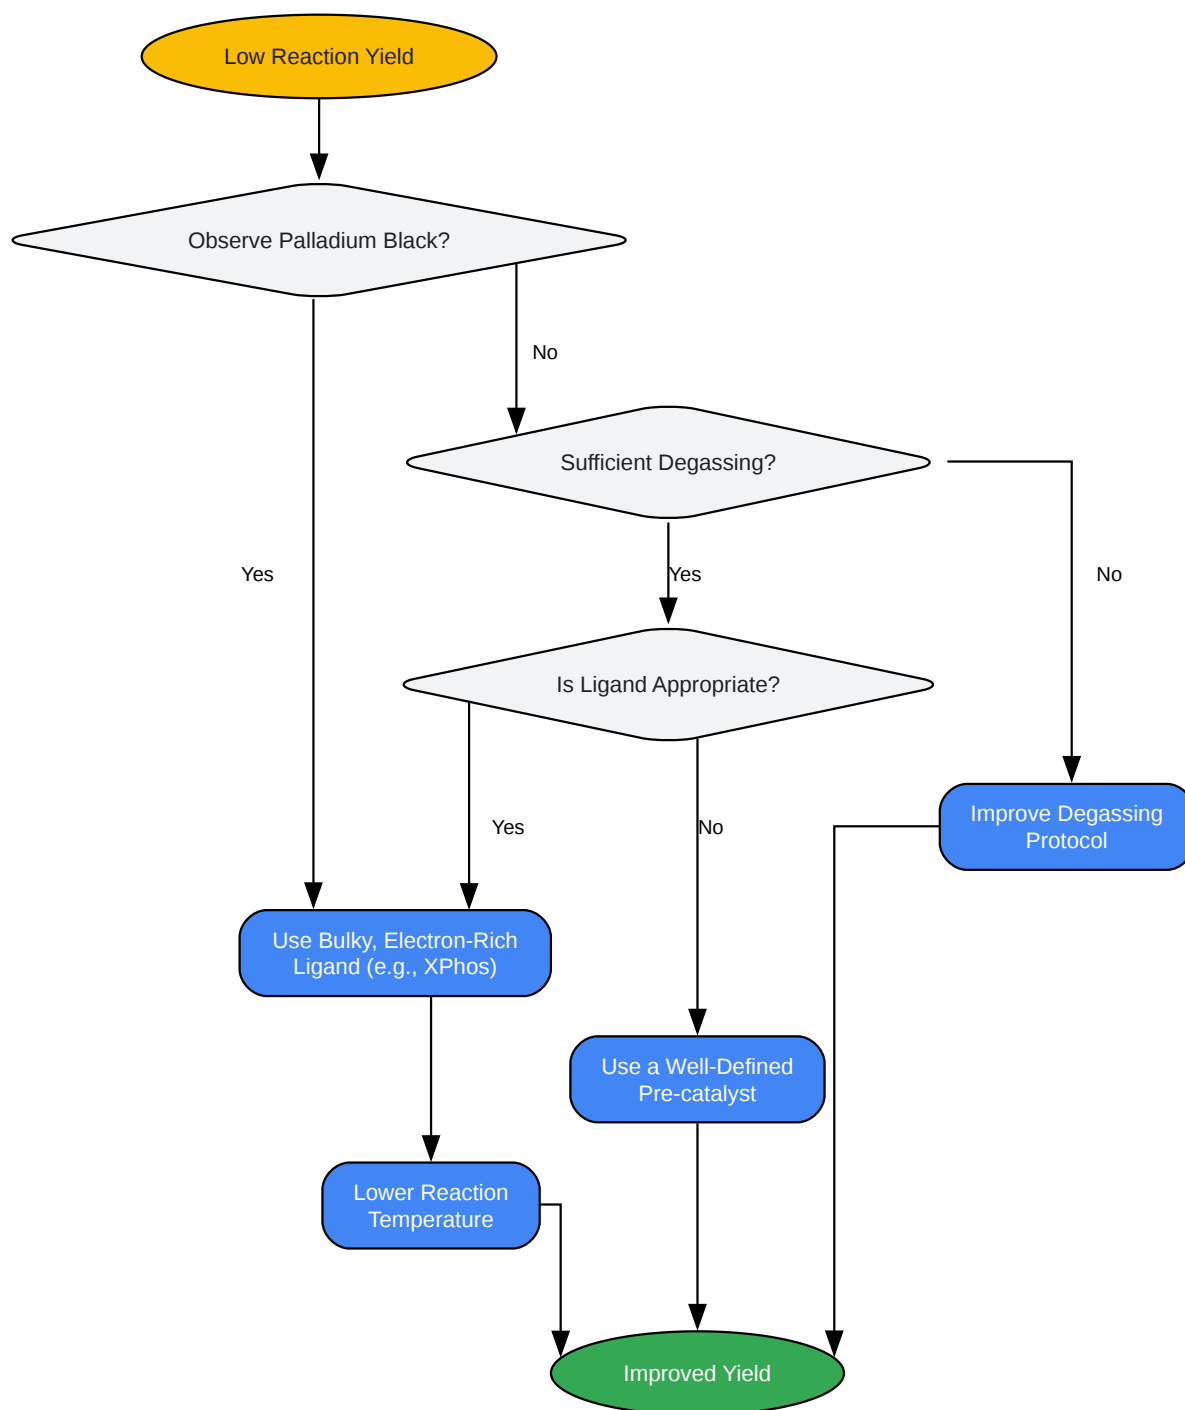 Low Reaction Yield
Observe Palladium Black?
No
Sufficient Degassing?
Yes
Yes
No
Is Ligand Appropriate?
Yes
No
Improve Degassing
Protocol
Use Bulky, Electron-Rich
Ligand (e.g., XPhos)
Use a Well-Defined
Pre-catalyst
Lower Reaction
Temperature
Improved Yield